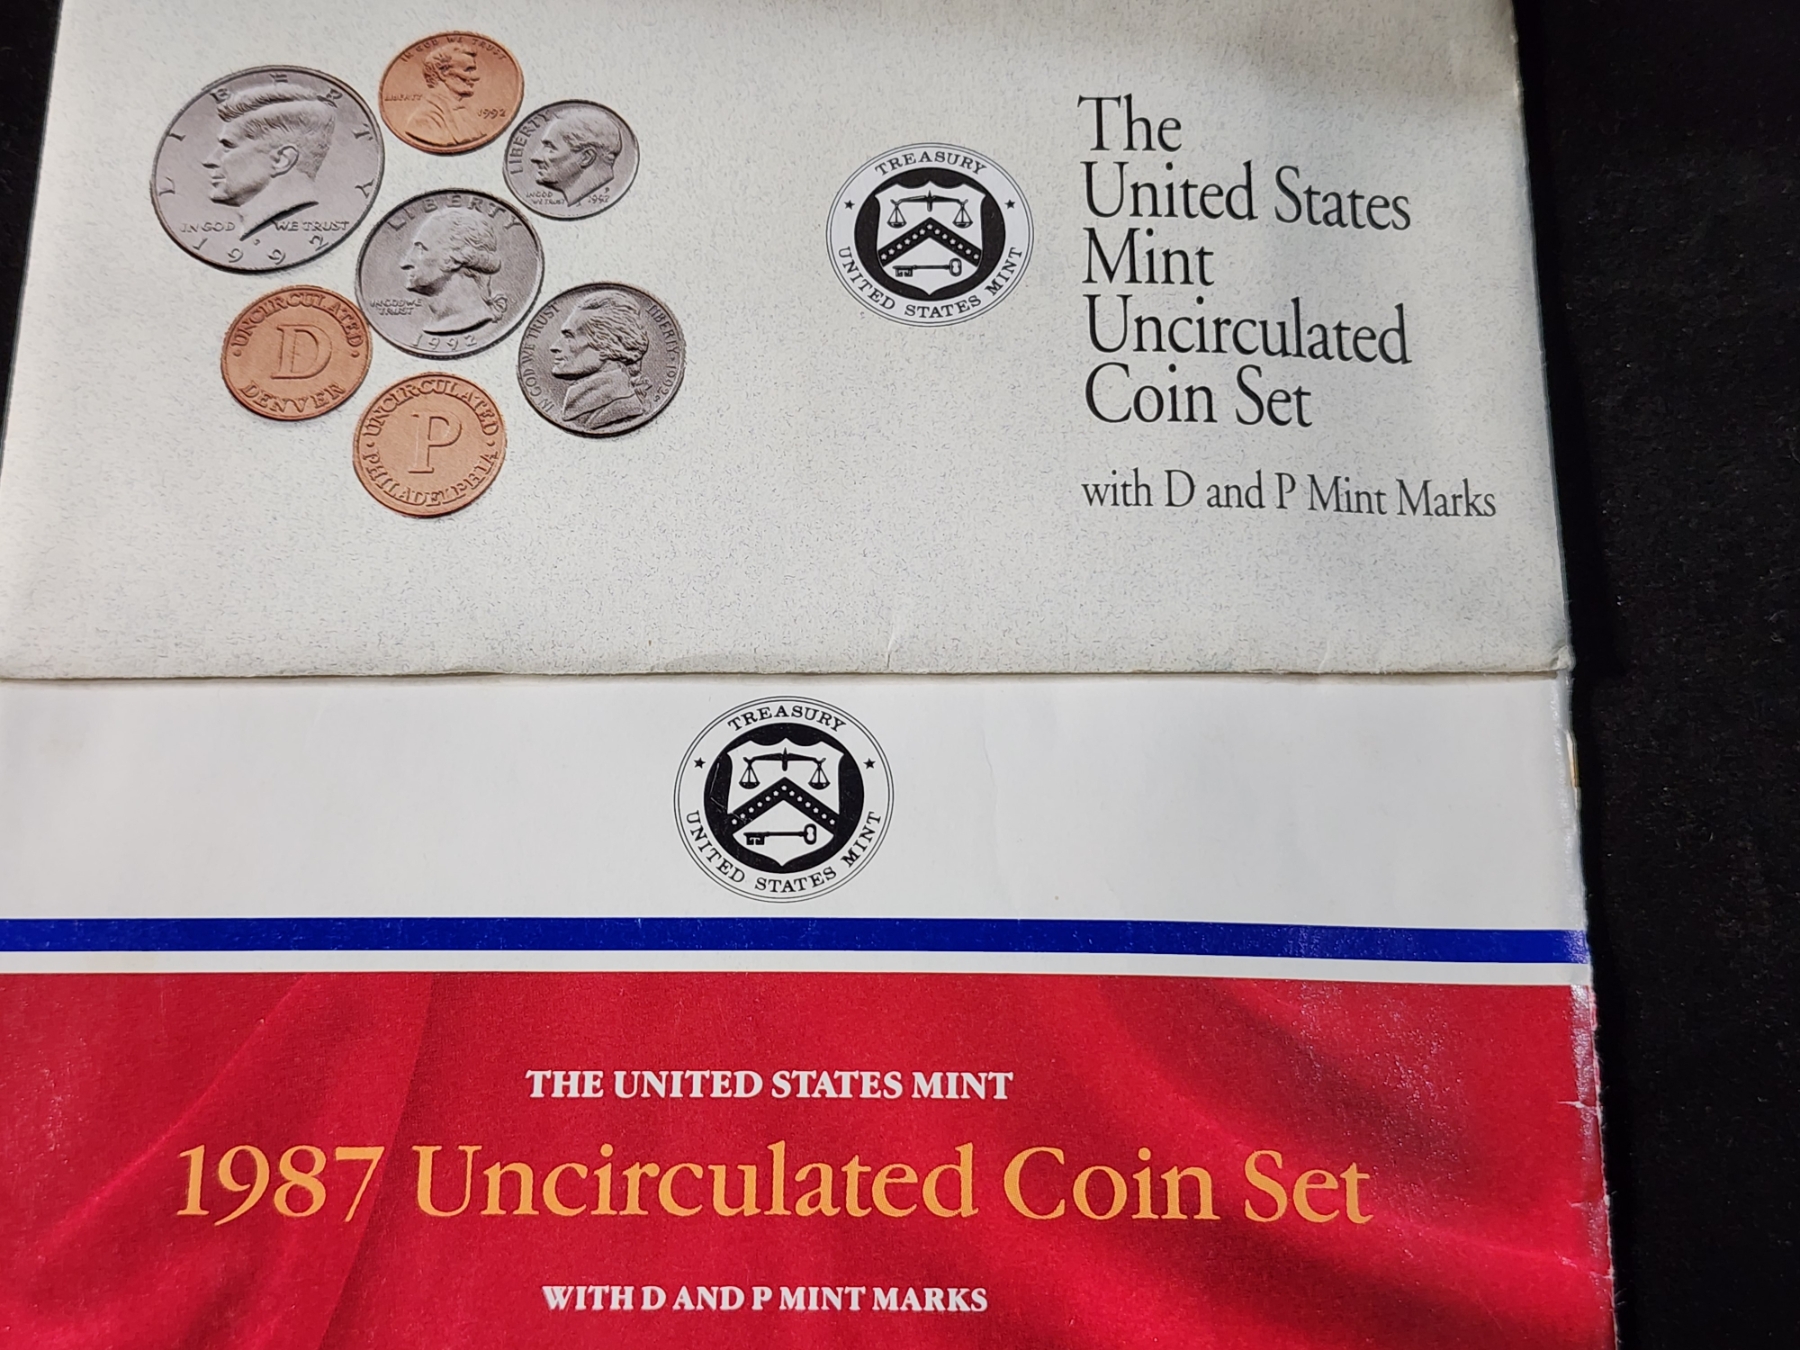 LIBERTY
IN GOD WE TRUST
1992
IN GOD WE TRUST
LIBERTY
1992
LIBERTY
IN GOD
WE TRUST
P
1992
LIBERTY
IN GOD WE
TRUST
1992
UNCIRCULATED
D
DENVER
UNCIRCULATED
P
PHILADELPHIA
IN GOD WE TRUST
LIBERTY 1992
TREASURY
UNITED STATES MINT
The
United States
Mint
Uncirculated
Coin Set
with D and P Mint Marks
TREASURY
UNITED STATES MINT
THE UNITED STATES MINT
1987 Uncirculated Coin Set
WITH D AND P MINT MARKS